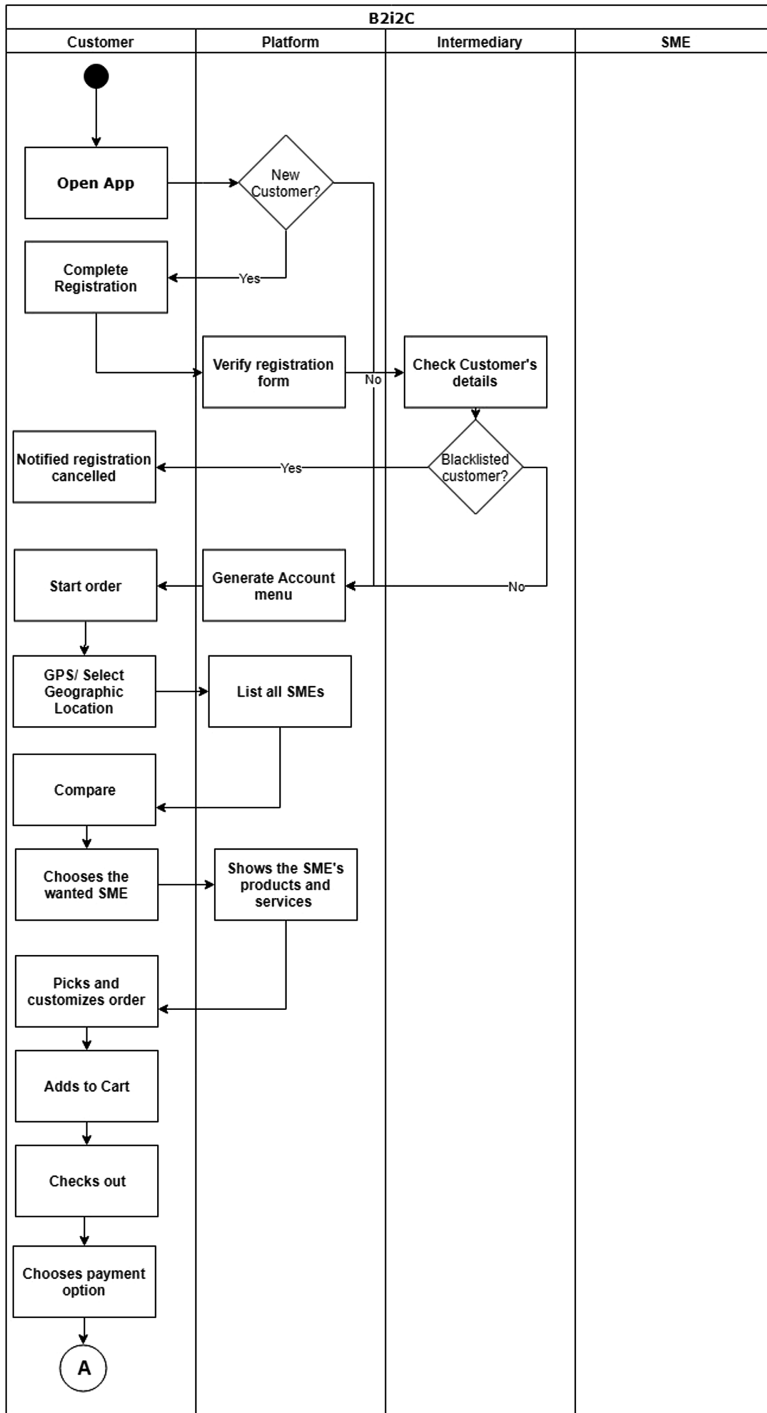 B2i2C
Customer
Platform
Intermediary
SME
Open App
New
Customer?
Complete
Registration
Yes
Verify registration
form
No
Check Customer's
details
Notified registration
cancelled
Yes
Blacklisted
customer?
Start order
Generate Account
menu
No
GPS/ Select
Geographic
Location
List all SMEs
Compare
Chooses the
wanted SME
Shows the SME's
products and
services
Picks and
customizes order
Adds to Cart
Checks out
Chooses payment
option
A